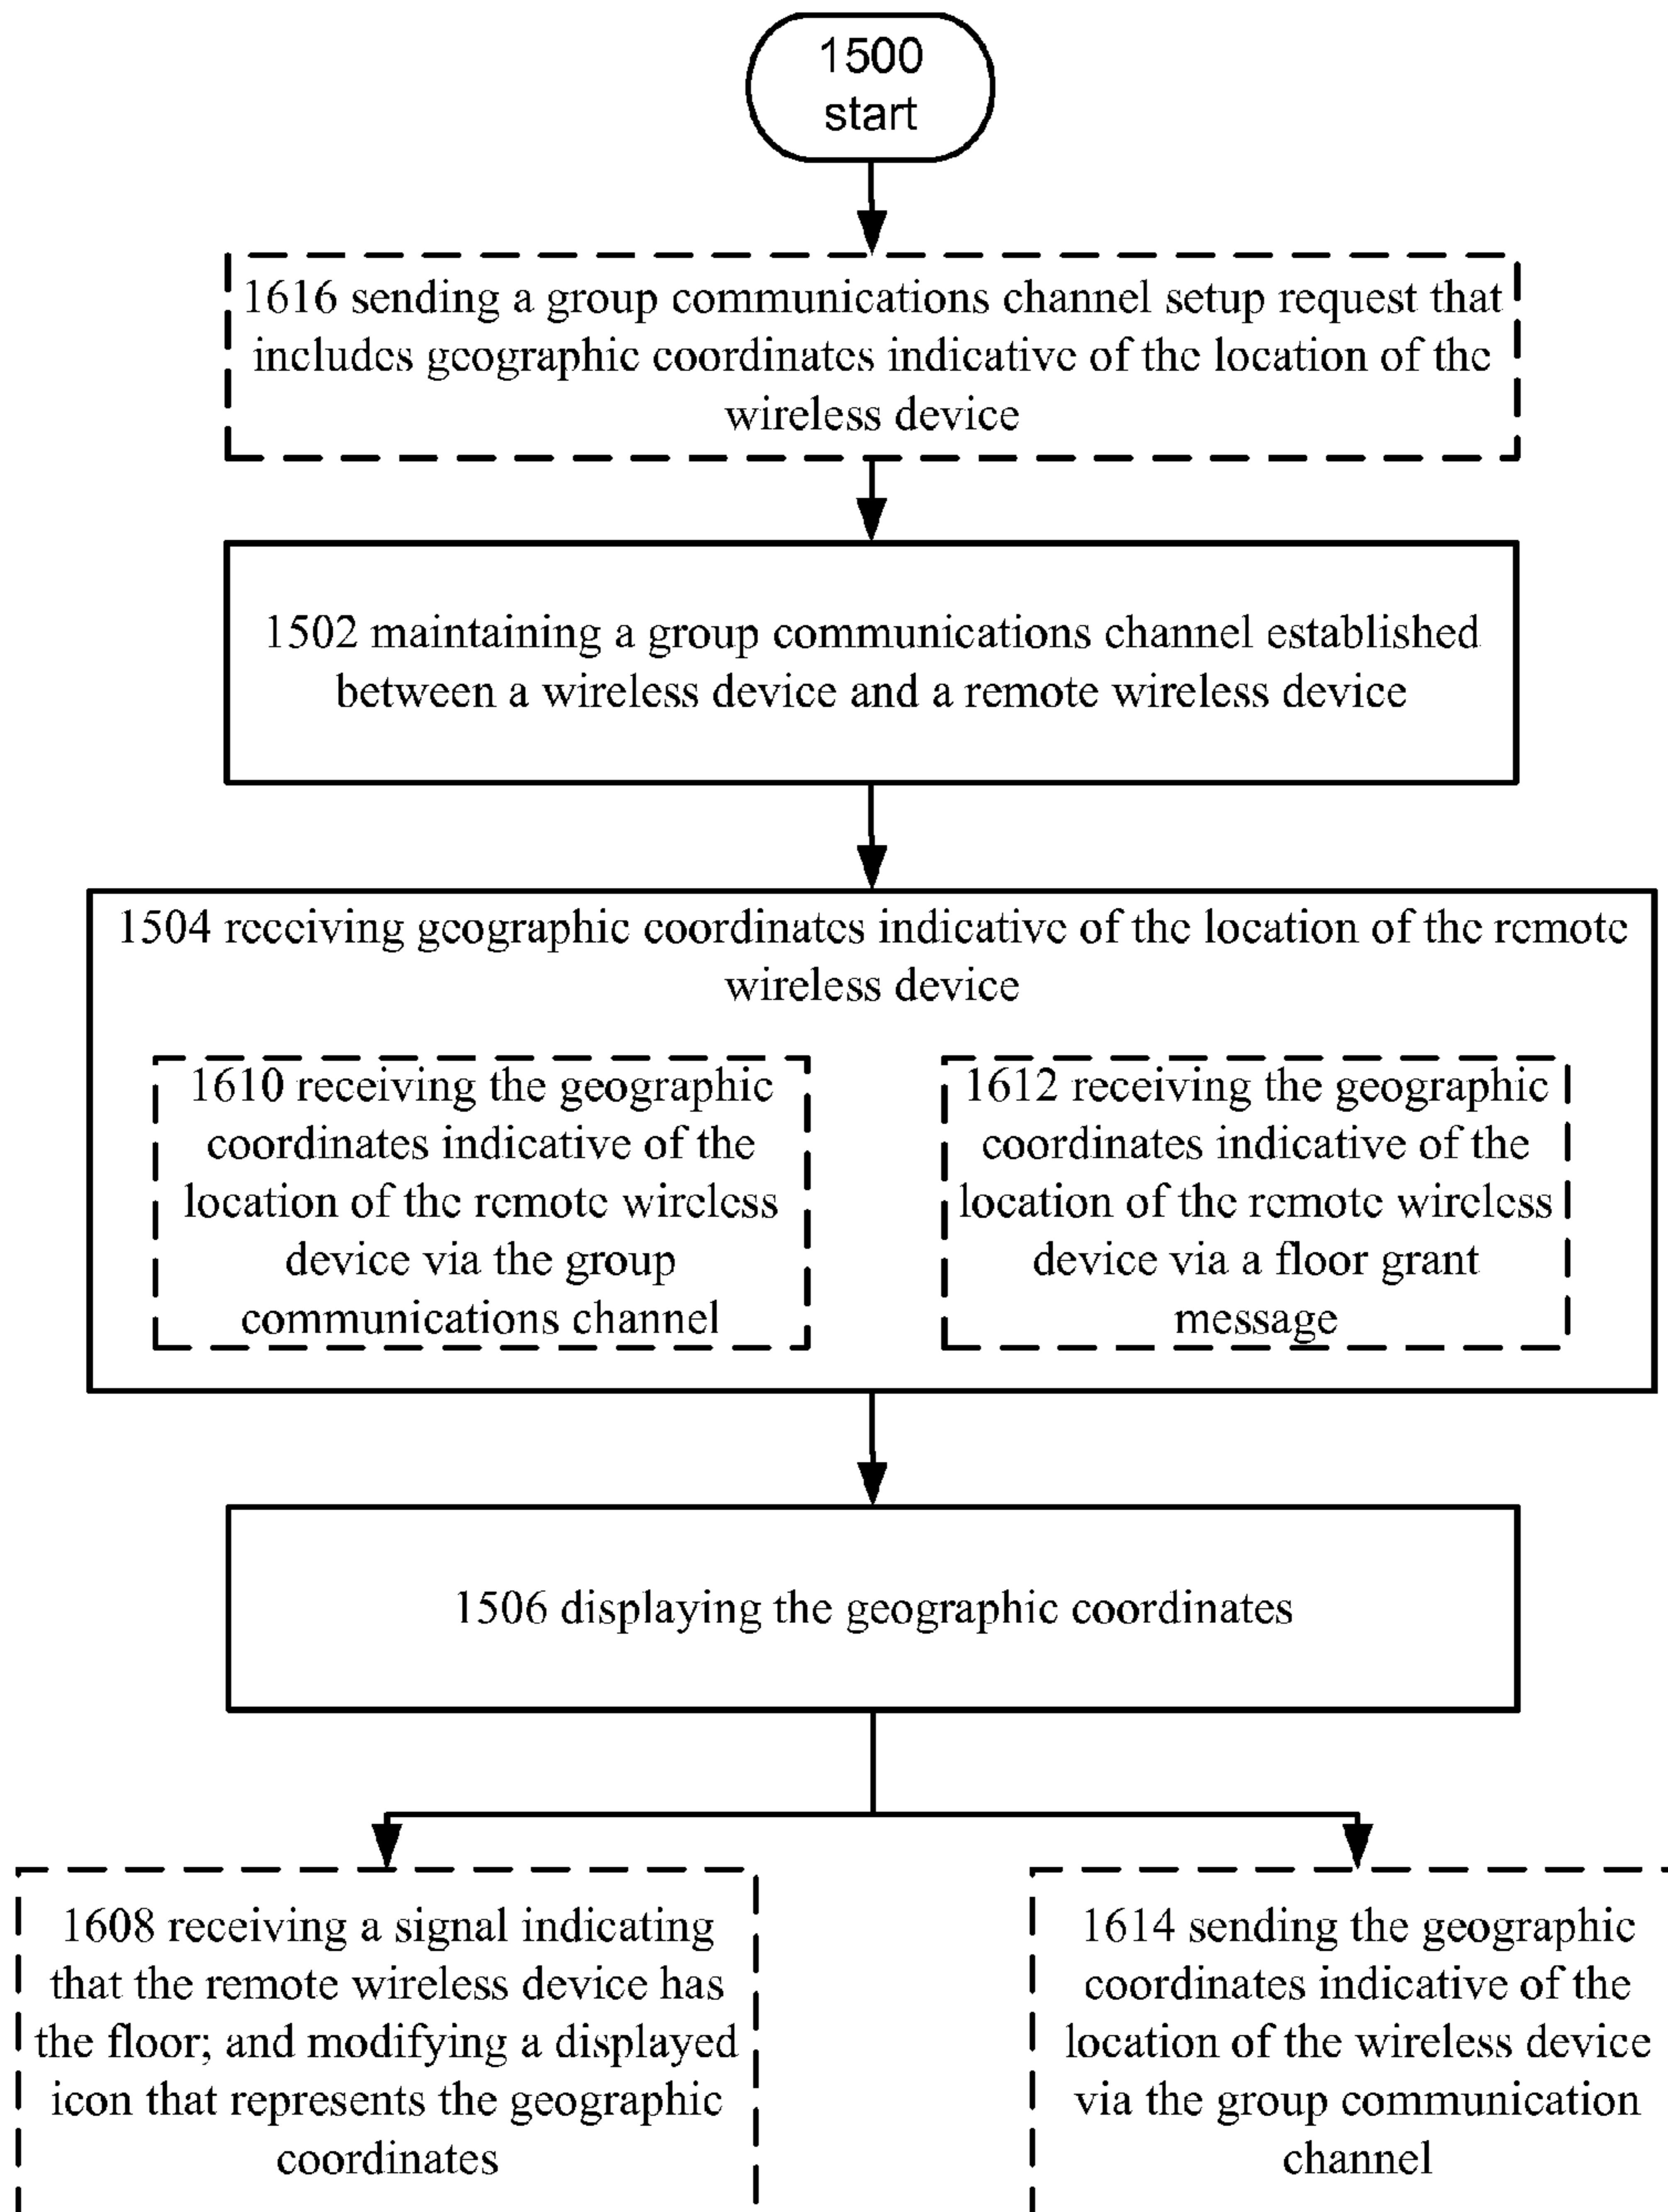 1500
start
1616 sending a group communications channel setup request that
includes geographic coordinates indicative of the location of the
wireless device
1502 maintaining a group communications channel established
between a wireless device and a remote wireless device
1504 receiving geographic coordinates indicative of the location of the remote
wireless device
1610 receiving the geographic
coordinates indicative of the
location of the remote wireless
device via the group
communications channel
1612 receiving the geographic
coordinates indicative of the
location of the remote wireless
device via a floor grant
message
1506 displaying the geographic coordinates
1608 receiving a signal indicating
that the remote wireless device has
the floor; and modifying a displayed
icon that represents the geographic
coordinates
1614 sending the geographic
coordinates indicative of the
location of the wireless device
via the group communication
channel